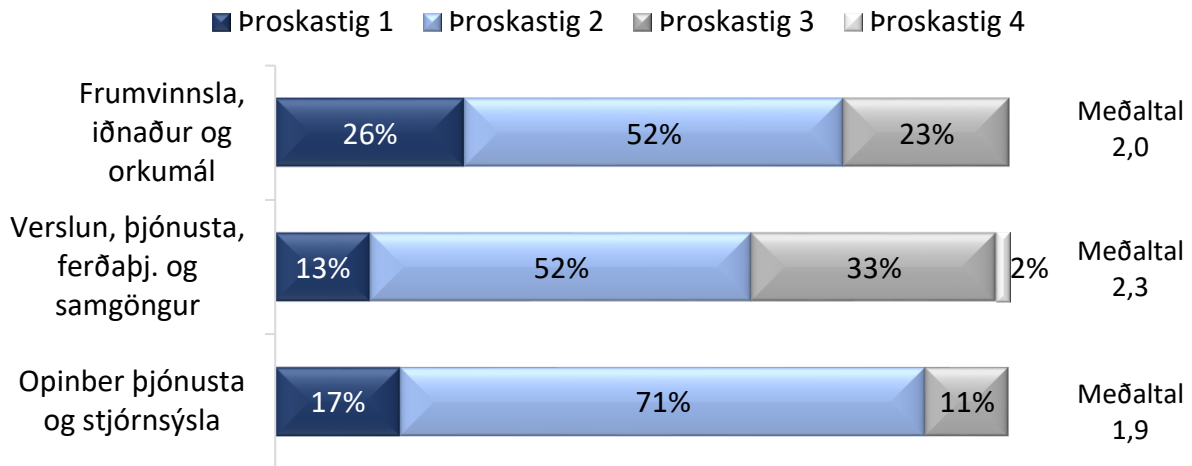 Þroskastig 1 Þroskastig 2 Þroskastig 3 Þroskastig 4
Frumvinnsla,
iðnaður og
orkumál
26% 52% 23%
Meðaltal
2,0
Verslun, þjónusta,
ferðaþj. og
samgöngur
13% 52% 33% 2%
Meðaltal
2,3
Opinber þjónusta
og stjórnsýsla
17% 71% 11%
Meðaltal
1,9